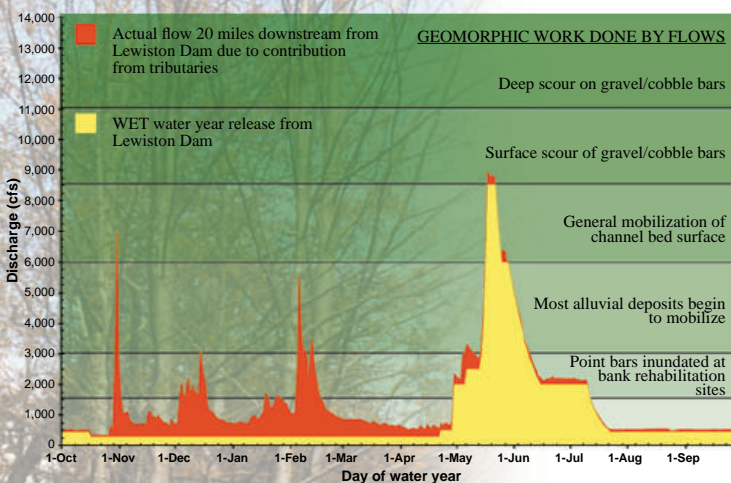 14,000
13,000
12,000
11,000
10,000
9,000
8,000
7,000
6,000
5,000
4,000
3,000
2,000
1,000
0
Discharge (cfs)
Actual flow 20 miles downstream from
Lewiston Dam due to contribution
from tributaries
WET water year release from
Lewiston Dam
GEOMORPHIC WORK DONE BY FLOWS
Deep scour on gravel/cobble bars
Surface scour of gravel/cobble bars
General mobilization of
channel bed surface
Most alluvial deposits begin
to mobilize
Point bars inundated at
bank rehabilitation
sites
1-Oct 1-Nov 1-Dec 1-Jan 1-Feb 1-Mar 1-Apr 1-May 1-Jun 1-Jul 1-Aug 1-Sep
Day of water year